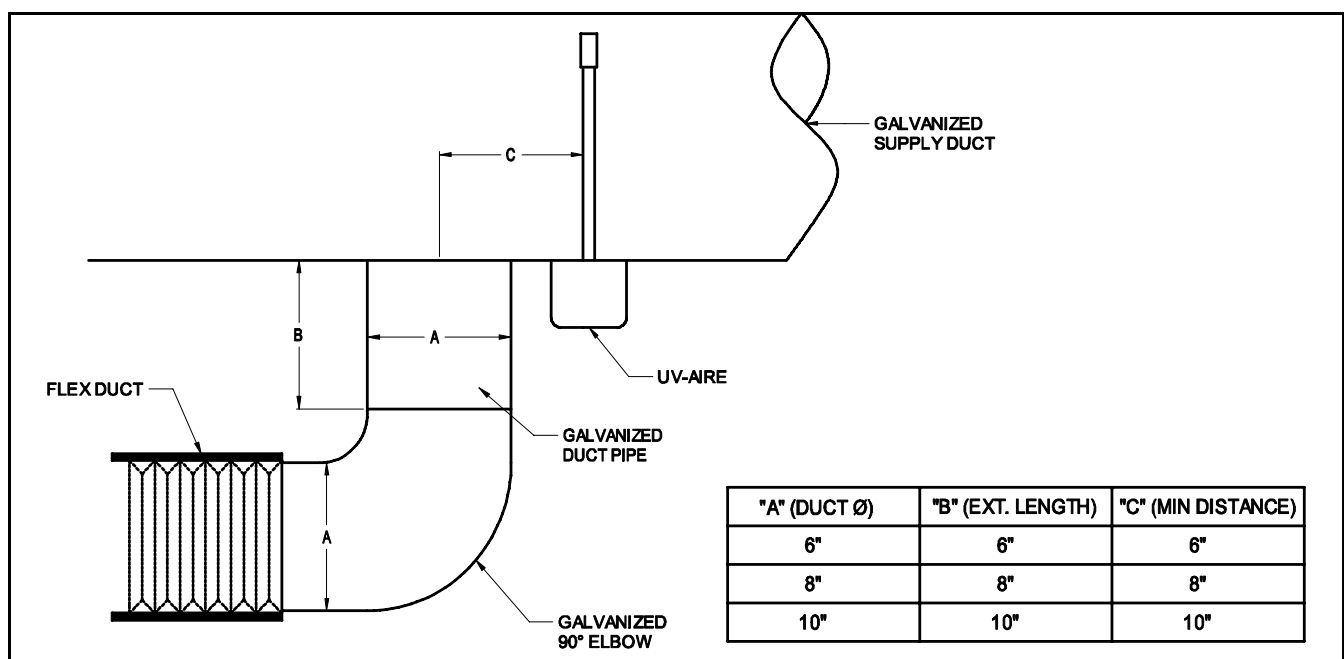 GALVANIZED
SUPPLY DUCT
C
B
A
UV-AIRE
FLEX DUCT
GALVANIZED
DUCT PIPE
A
GALVANIZED
90° ELBOW
"A" (DUCT Ø) "B" (EXT. LENGTH) "C" (MIN DISTANCE)
6" 6" 6"
8" 8" 8"
10" 10" 10"